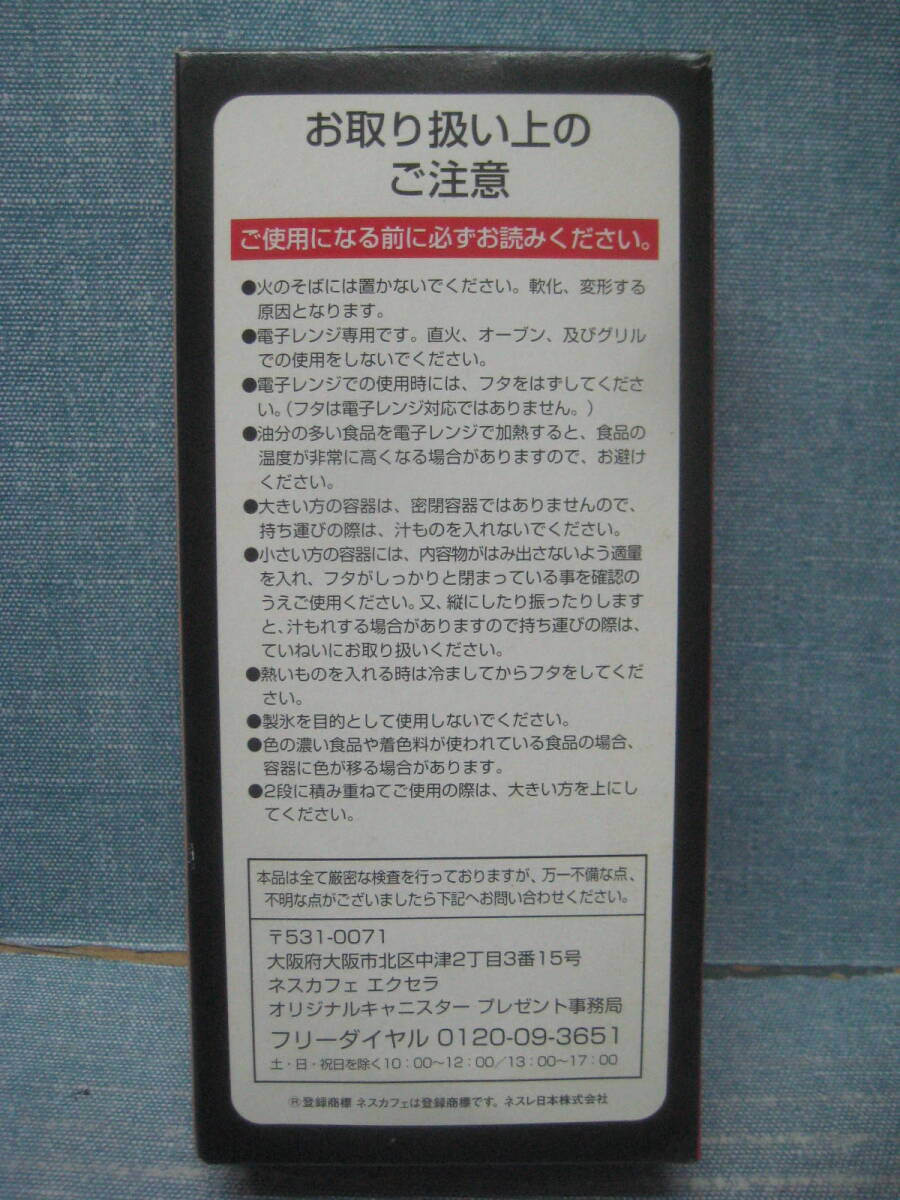 お取り扱い上の
ご注意
ご使用になる前に必ずお読みください。
●火のそばには置かないでください。軟化、変形する
原因となります。
●電子レンジ専用です。直火、オーブン、及びグリル
での使用をしないでください。
●電子レンジでの使用時には、フタをはずしてくださ
い。(フタは電子レンジ対応ではありません。)
●油分の多い食品を電子レンジで加熱すると、食品の
温度が非常に高くなる場合がありますので、お避け
ください。
●大きい方の容器は、密閉容器ではありませんので、
持ち運びの際は、汁ものを入れないでください。
●小さい方の容器には、内容物がはみ出さないよう適量
を入れ、フタがしっかりと閉まっている事を確認の
うえご使用ください。又、縦にしたり振ったりします
と、汁もれする場合がありますので持ち運びの際は、
ていねいにお取り扱いください。
●熱いものを入れる時は冷ましてからフタをしてくだ
さい。
●製氷を目的として使用しないでください。
●色の濃い食品や着色料が使われている食品の場合、
容器に色が移る場合があります。
●2段に積み重ねてご使用の際は、大きい方を上にし
てください。
本品は全て厳密な検査を行っておりますが、万一不備な点、
不明な点がございましたら下記へお問い合わせください。
〒531-0071
大阪府大阪市北区中津2丁目3番15号
ネスカフェ エクセラ
オリジナルキャニスター プレゼント事務局
フリーダイヤル 0120-09-3651
土・日・祝日を除く10：00〜12：00/13：00〜17：00
®登録商標 ネスカフェは登録商標です。ネスレ日本株式会社